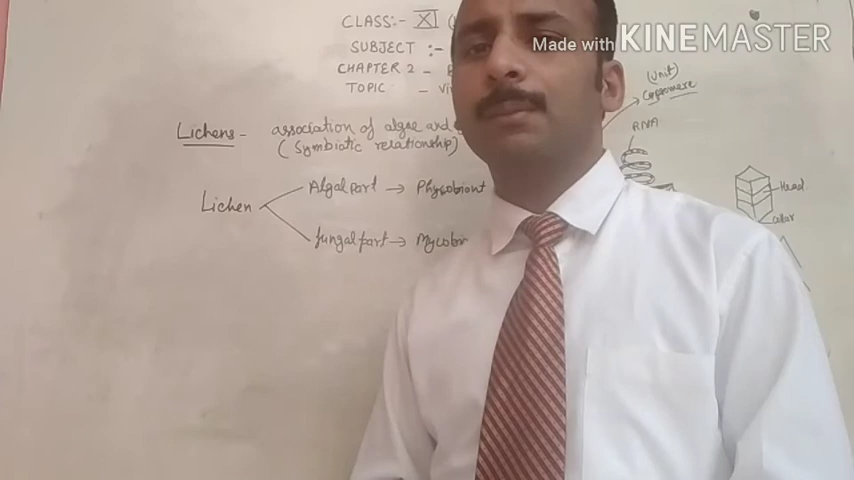 Made with KINEMASTER
CLASS:- XI
SUBJECT :-
CHAPTER 2 -
TOPIC : -
(Unit)
Capsomere
RNA
Lichens - association of algae and
(Symbiotic relationship)
Algal part → Phycobiont
Lichen
fungal part →
Head
Collar